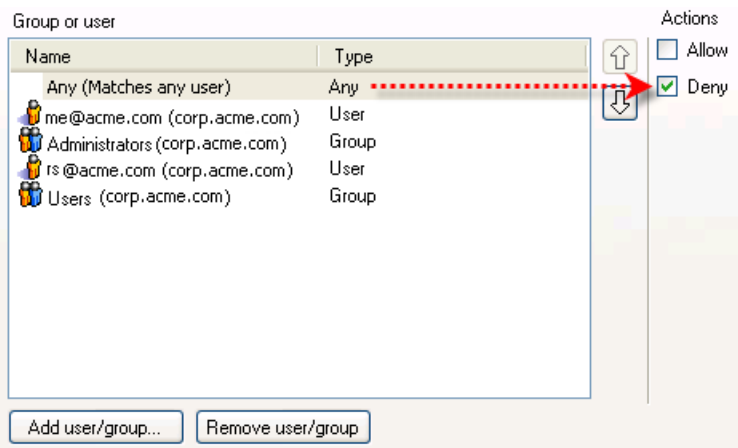 Group or user
Actions
Name Type
Allow
Any (Matches any user) Any
Deny
me@acme.com (corp.acme.com) User
Administrators (corp.acme.com) Group
rs @acme.com (corp.acme.com) User
Users (corp.acme.com) Group
Add user/group... Remove user/group